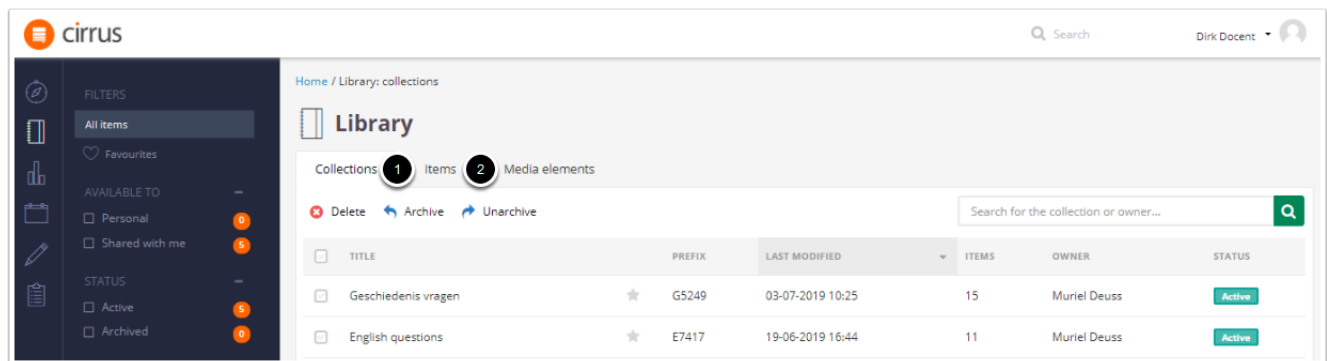 cirrus
Search
Dirk Docent
FILTERS
All items
Favourites
AVAILABLE TO
Personal 0
Shared with me 5
STATUS
Active 5
Archived 0
Home / Library: collections
Library
Collections 1 Items 2 Media elements
Delete Archive Unarchive
Search for the collection or owner...
TITLE PREFIX LAST MODIFIED ITEMS OWNER STATUS
Geschiedenis vragen G5249 03-07-2019 10:25 15 Muriel Deuss Active
English questions E7417 19-06-2019 16:44 11 Muriel Deuss Active